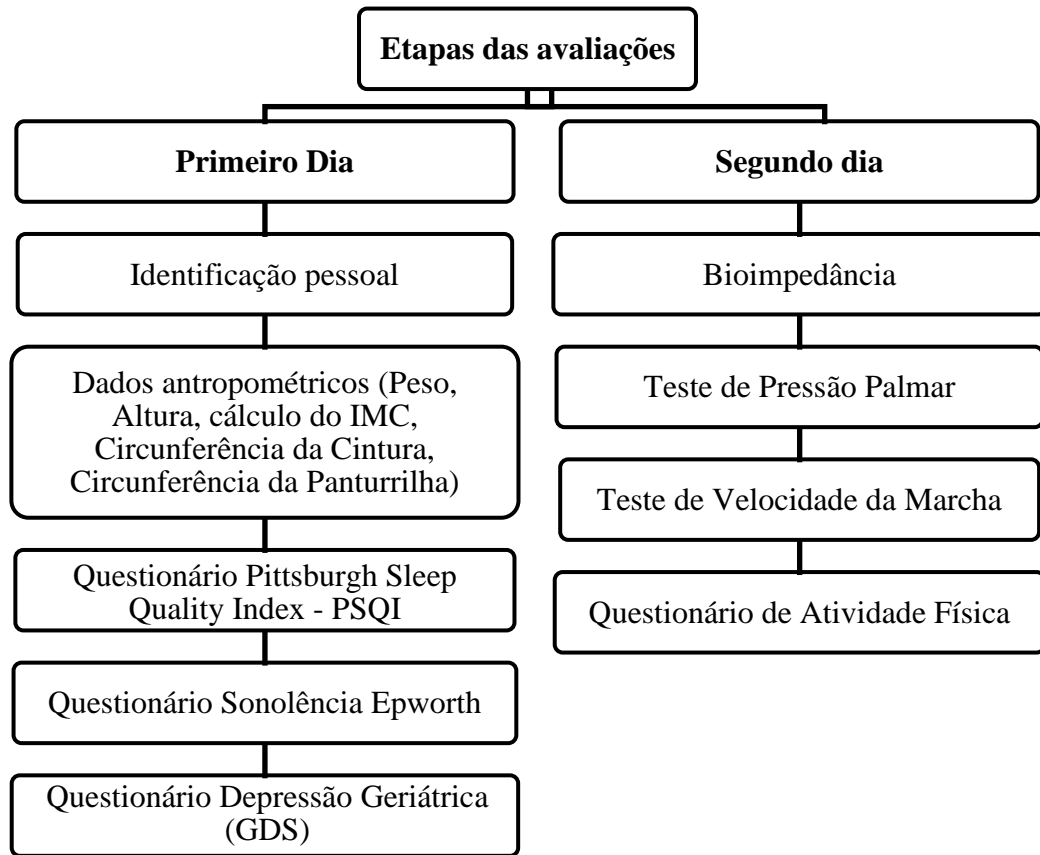 Etapas das avaliações
Primeiro Dia
Identificação pessoal
Dados antropométricos (Peso,
Altura, cálculo do IMC,
Circunferência da Cintura,
Circunferência da Panturrilha)
Questionário Pittsburgh Sleep
Quality Index - PSQI
Questionário Sonolência Epworth
Questionário Depressão Geriátrica
(GDS)
Segundo dia
Bioimpedância
Teste de Pressão Palmar
Teste de Velocidade da Marcha
Questionário de Atividade Física